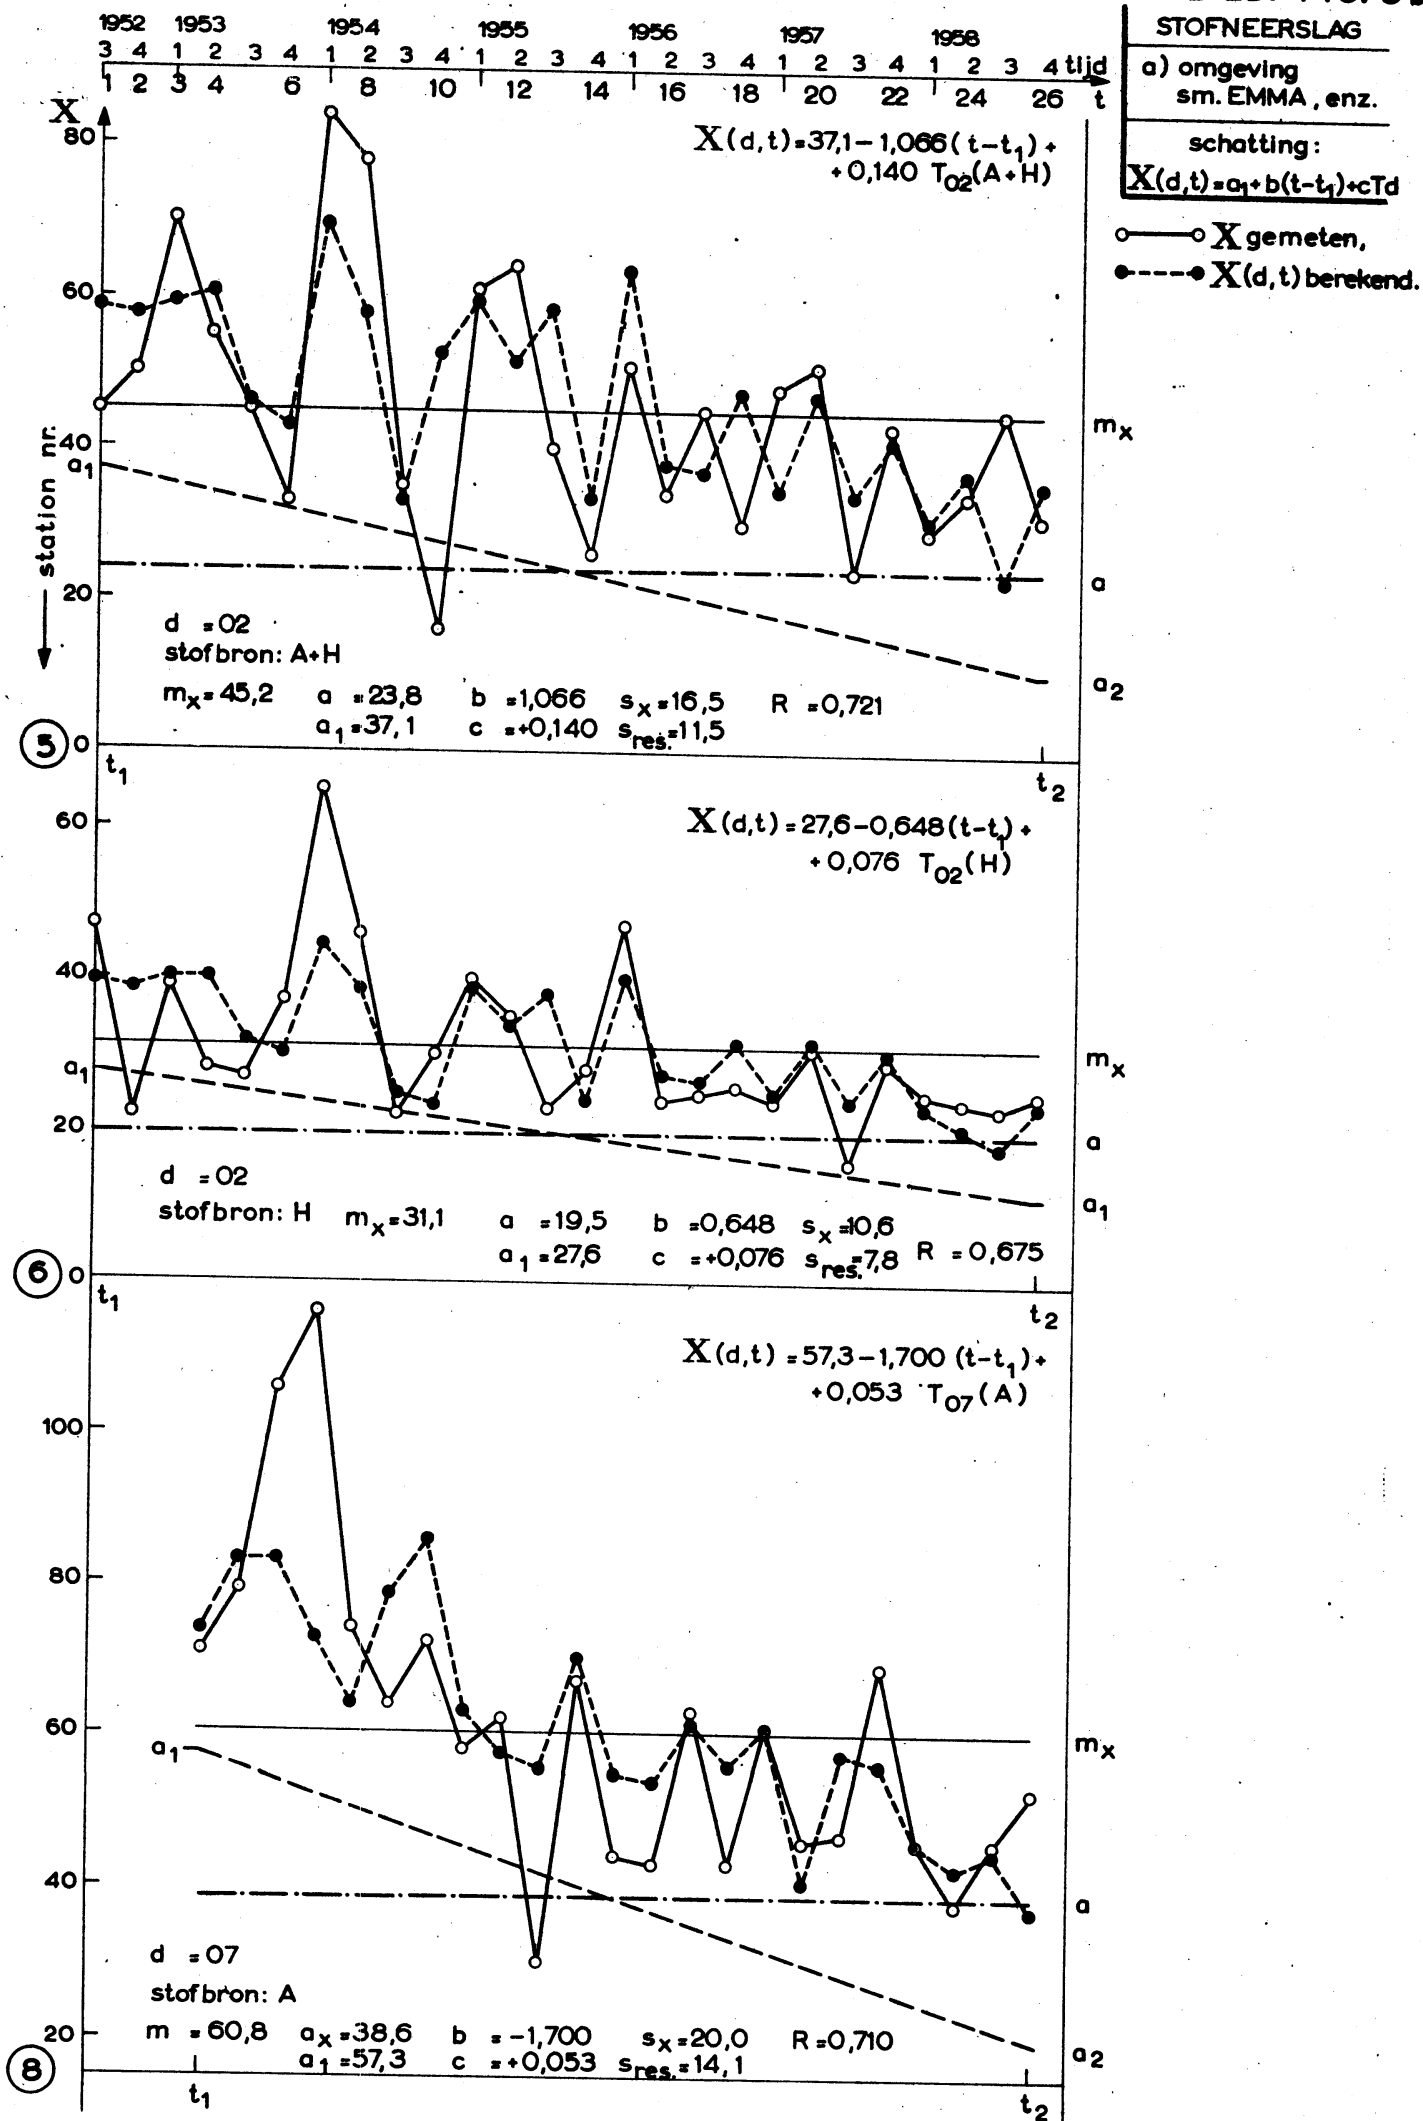 1952 1953 1954 1955 1956 1957 1958
3 4 1 2 3 4 1 2 3 4 1 2 3 4 1 2 3 4 1 2 3 4 1 2 3 4 tijd
1 2 3 4 6 8 10 12 14 16 18 20 22 24 26 t
STOFNEERSLAG
a) omgeving
sm. EMMA, enz.
schatting:
X(d,t)=a1+b(t-t1)+cTd
X gemeten,
X(d,t) berekend.
X
80
60
40
a1
20
0
station nr.
5
X(d,t)=37,1-1,066(t-t1)+
+0,140 T02(A+H)
mx
a
a2
d =02
stofbron: A+H
mx=45,2 a =23,8 b =1,066 sx=16,5 R =0,721
a1=37,1 c =+0,140 sres.=11,5
t1 t2
60
40
a1
20
0
6
X(d,t)=27,6-0,648(t-t1)+
+0,076 T02(H)
mx
a
a1
d =02
stofbron: H mx=31,1 a =19,5 b =0,648 sx=10,6
a1=27,6 c =+0,076 sres.=7,8 R =0,675
t1 t2
X(d,t)=57,3-1,700 (t-t1)+
+0,053 T07(A)
100
80
60
a1
40
20
8
mx
a
a2
d =07
stofbron: A
m =60,8 ax=38,6 b =-1,700 sx=20,0 R=0,710
a1=57,3 c =+0,053 sres.=14,1
t1 t2